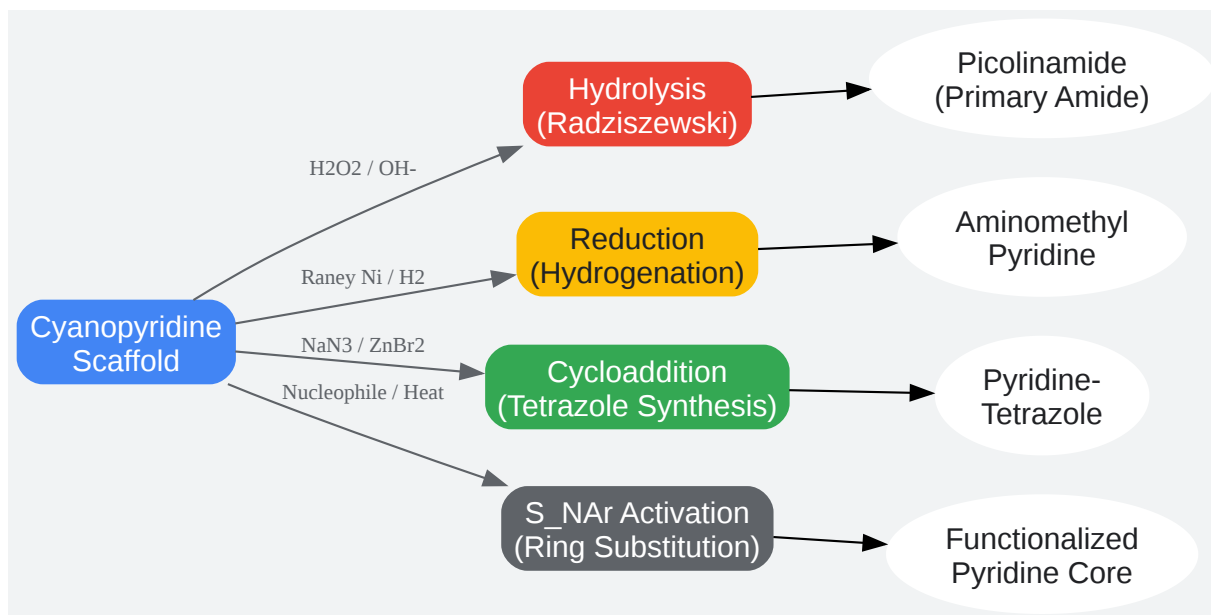 Hydrolysis
(Radziszewski)
Picolinamide
(Primary Amide)
H2O2 / OH-
Reduction
(Hydrogenation)
Aminomethyl
Pyridine
Raney Ni / H2
Cyanopyridine
Scaffold
NaN3 / ZnBr2
Cycloaddition
(Tetrazole Synthesis)
Pyridine-
Tetrazole
Nucleophile / Heat
S_NAr Activation
(Ring Substitution)
Functionalized
Pyridine Core